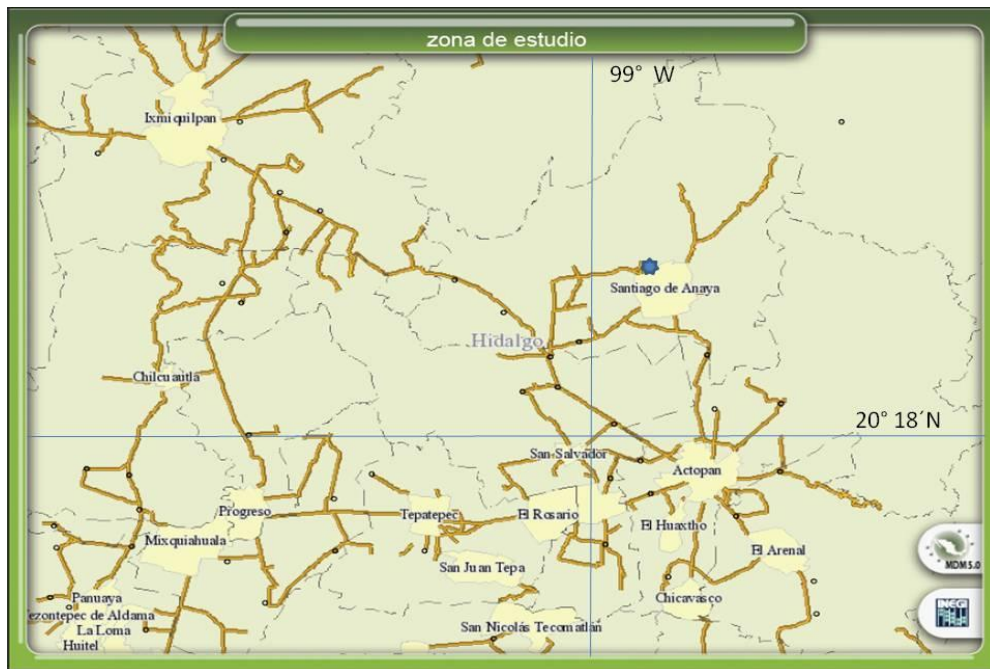 zona de estudio
99° W
Ixmiquilpan
Santiago de Anaya
Hidalgo
Chilcuautla
20° 18´N
San Salvador
Actopan
Progreso
Tepatepec
El Rosario
El Huaxtho
Mixquiahuala
El Arenal
San Juan Tepa
MDM 5.0
Panuaya
Chicavasco
ezontepec de Aldama
La Loma
San Nicolás Tecomatlán
Huitel
INEGI